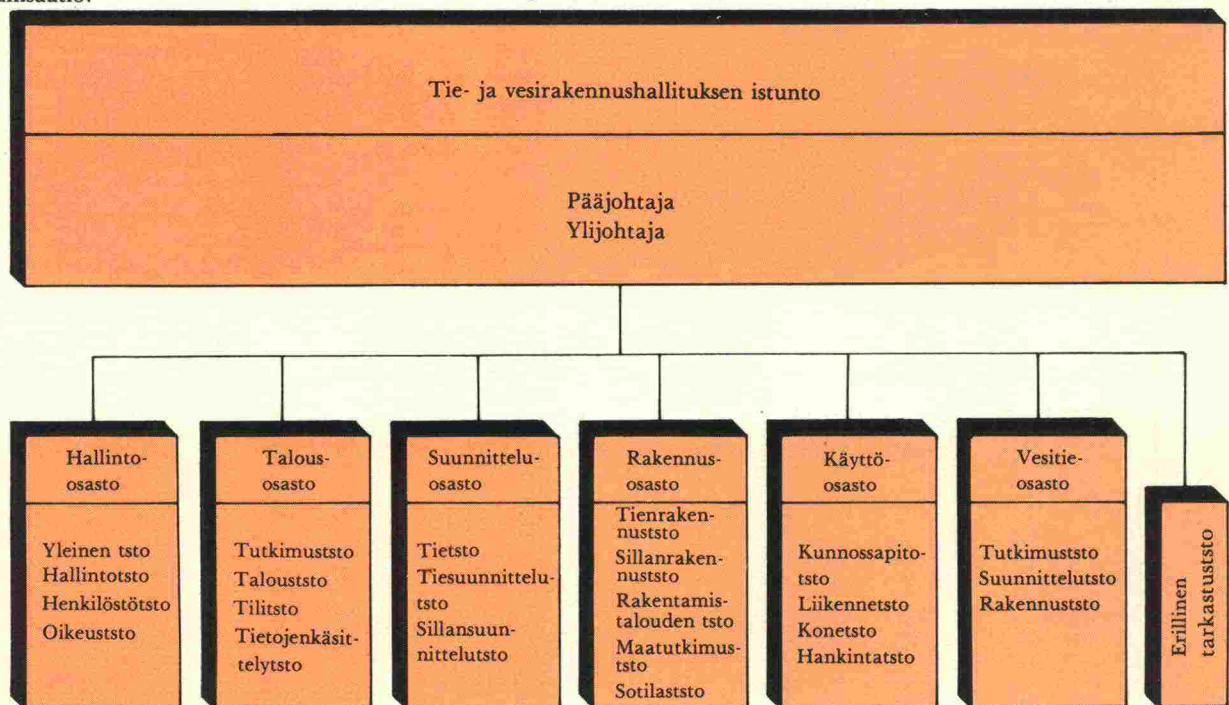 Tie- ja vesirakennushallituksen istunto
Pääjohtaja
Ylijohtaja
Hallinto-
osasto
Yleinen tsto
Hallintotsto
Henkilöstötsto
Oikeuststo
Talous-
osasto
Tutkimuststo
Talouststo
Tilitsto
Tietojenkäsit-
telytsto
Suunnittelu-
osasto
Tietsto
Tiesuunnittelu-
tsto
Sillansuun-
nittelutsto
Rakennus-
osasto
Tienraken-
nuststo
Sillanraken-
nuststo
Rakentamis-
talouden tsto
Maatutkimus-
tsto
Sotilaststo
Käyttö-
osasto
Kunnossapito-
tsto
Liikennetsto
Konetsto
Hankintatsto
Vesitie-
osasto
Tutkimuststo
Suunnittelutsto
Rakennuststo
Erillinen
tarkastuststo